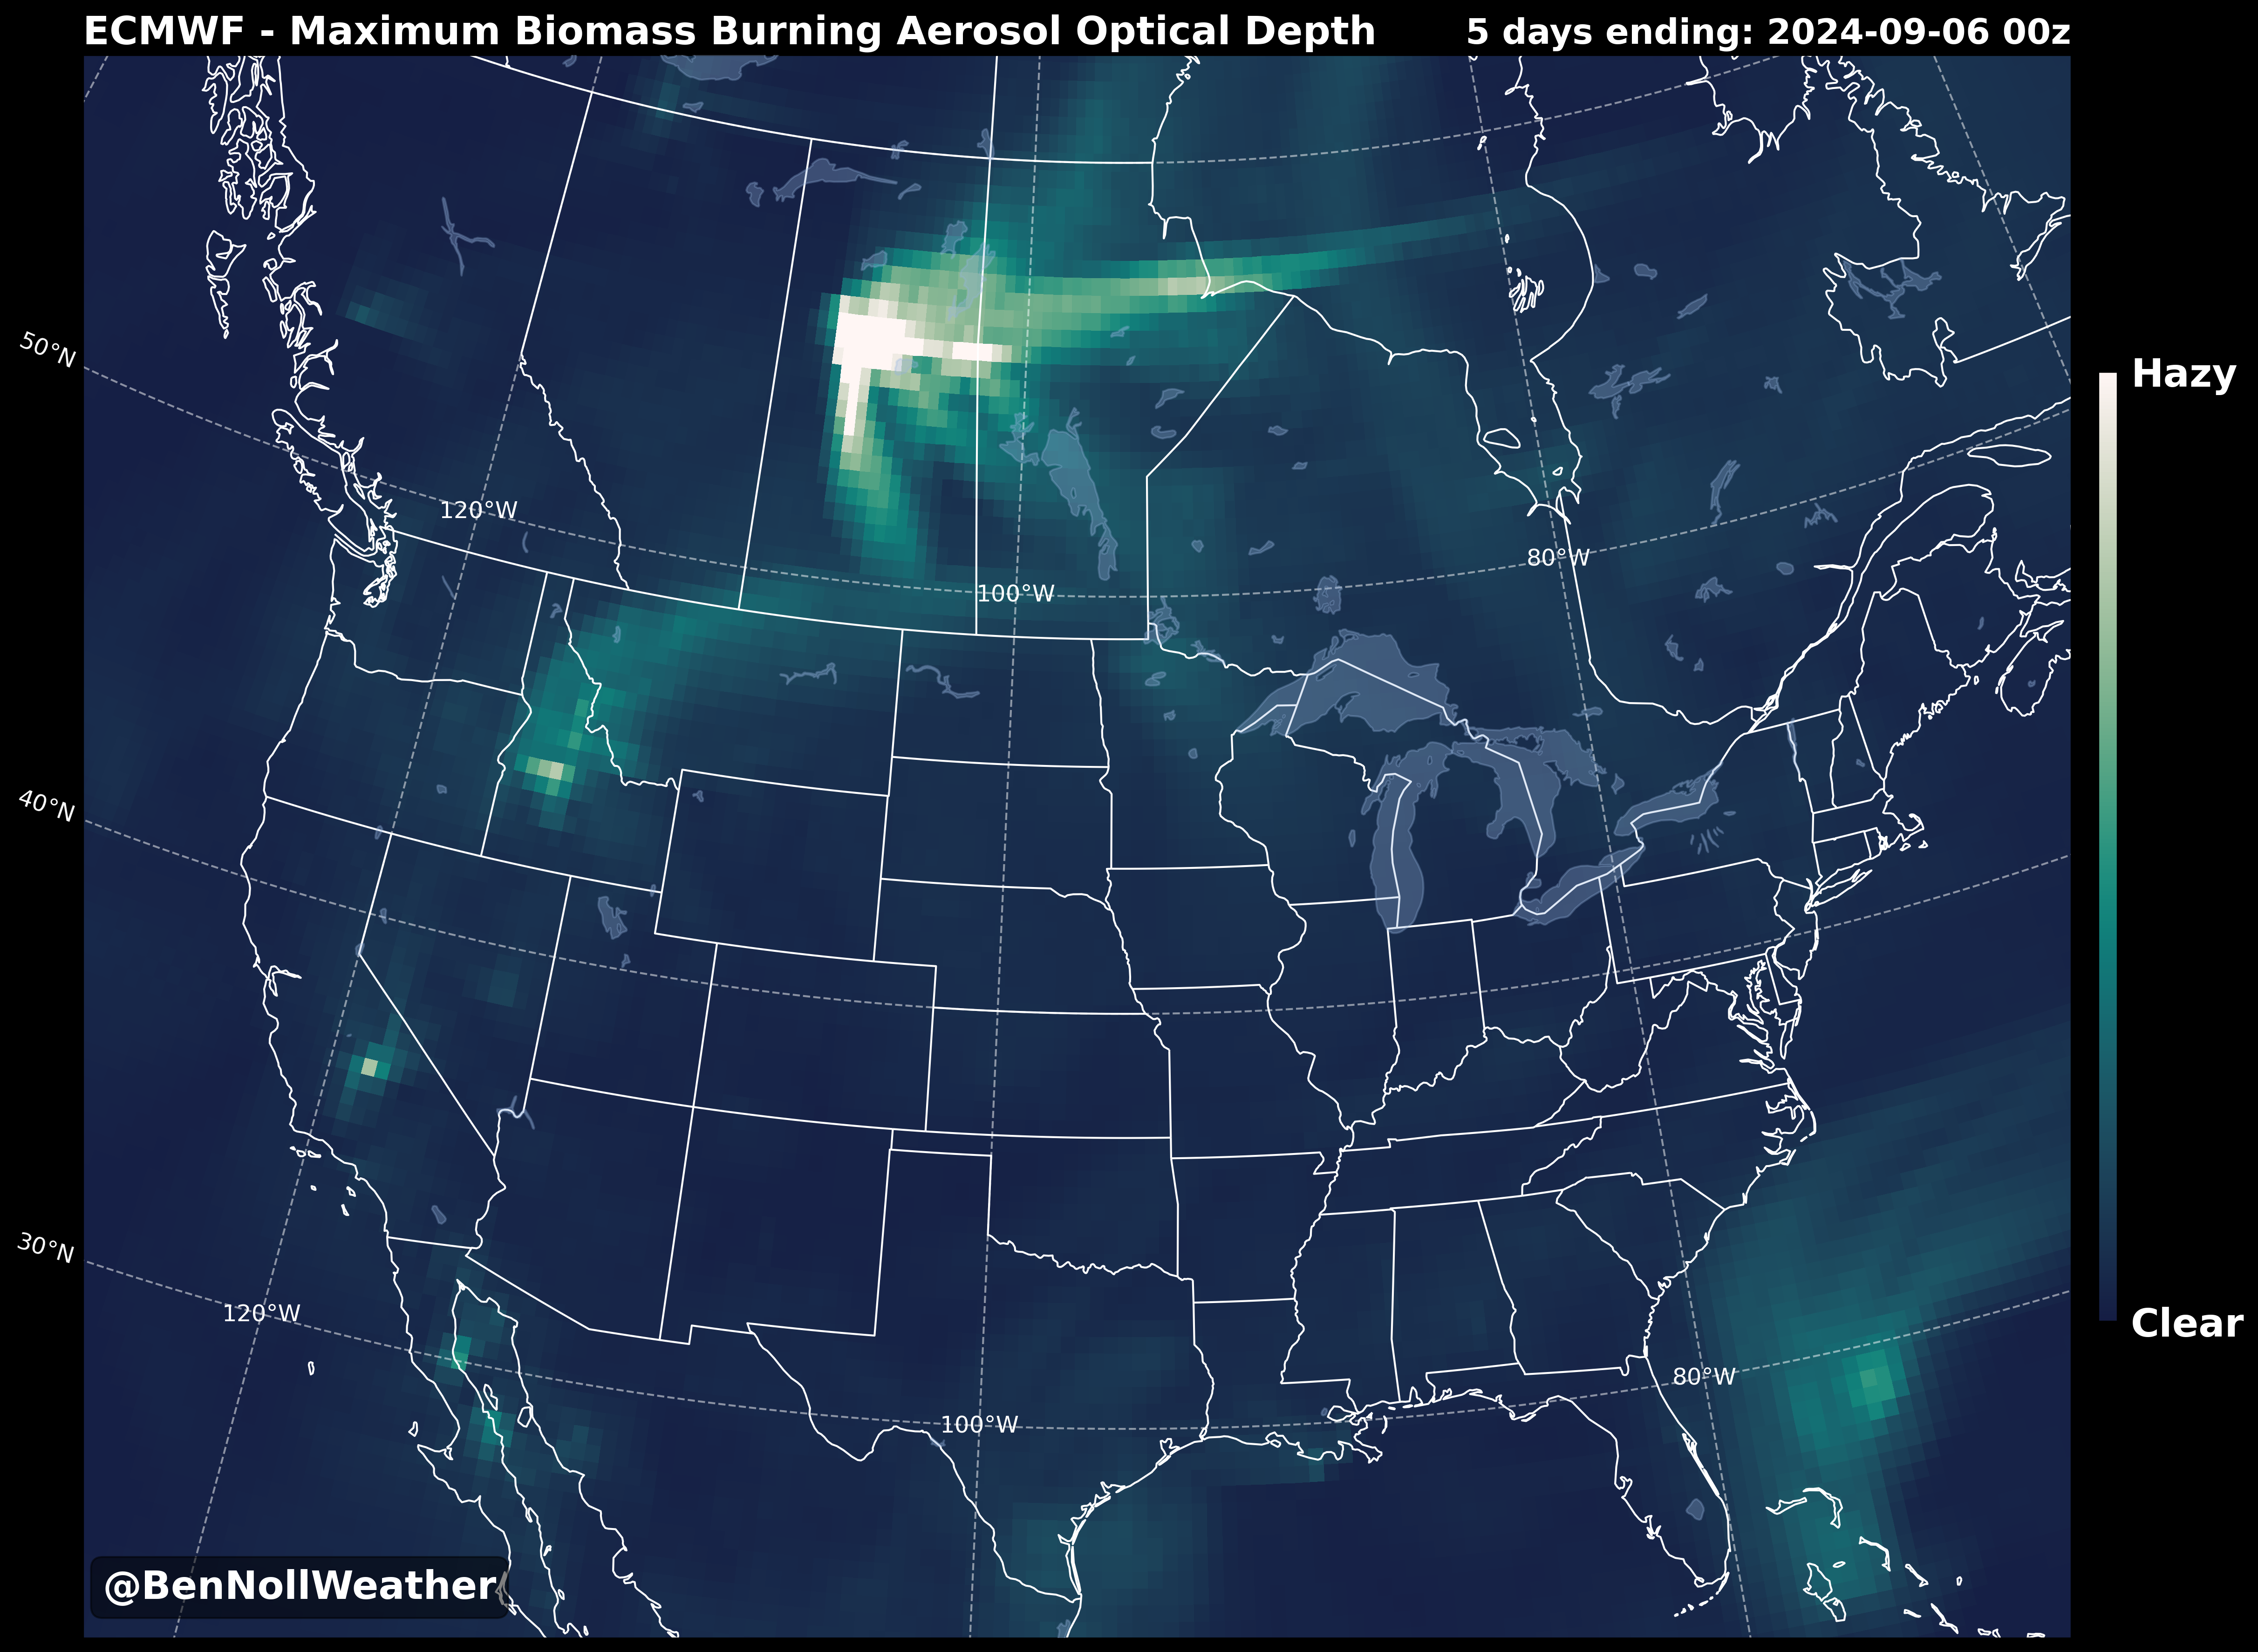 ECMWF - Maximum Biomass Burning Aerosol Optical Depth
5 days ending: 2024-09-06 00z
50°N
Hazy
120°W
80°W
100°W
40°N
30°N
120°W
Clear
80°W
100°W
@BenNollWeather